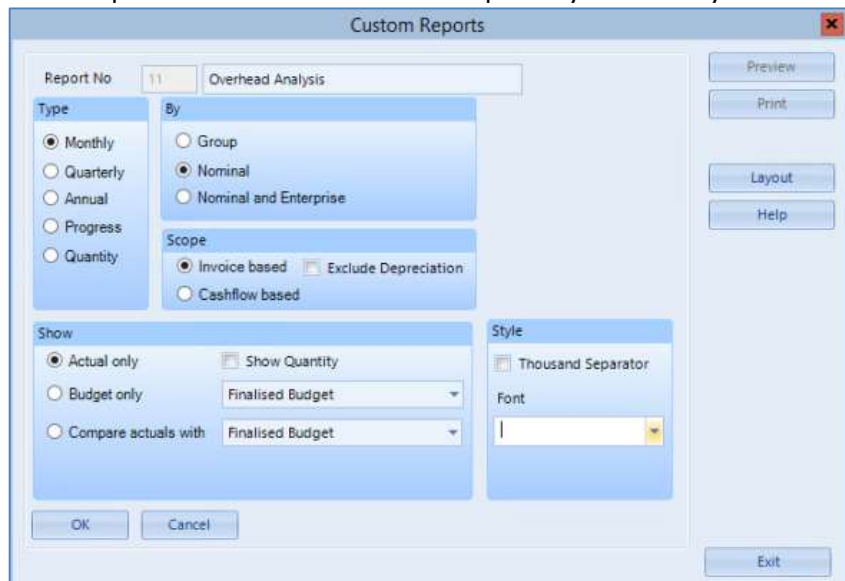 Custom Reports
Report No 11 Overhead Analysis
Preview
Print
Layout
Help
Type
Monthly
Quarterly
Annual
Progress
Quantity
By
Group
Nominal
Nominal and Enterprise
Scope
Invoice based Exclude Depreciation
Cashflow based
Show
Actual only Show Quantity
Budget only Finalised Budget
Compare actuals with Finalised Budget
Style
Thousand Separator
Font
OK Cancel
Exit